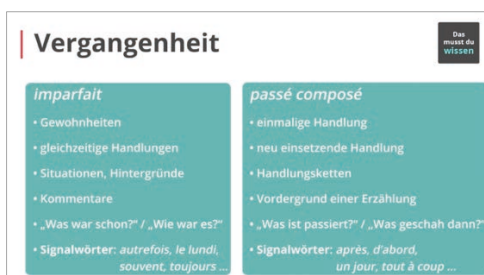 Vergangenheit
Das
musst du
wissen
imparfait
• Gewohnheiten
• gleichzeitige Handlungen
• Situationen, Hintergründe
• Kommentare
• „Was war schon?“ / „Wie war es?“
• Signalwörter: autrefois, le lundi,
souvent, toujours ...
passé composé
• einmalige Handlung
• neu einsetzende Handlung
• Handlungsketten
• Vordergrund einer Erzählung
• „Was ist passiert?“ / „Was geschah dann?“
• Signalwörter: après, d'abord,
un jour, tout à coup ...